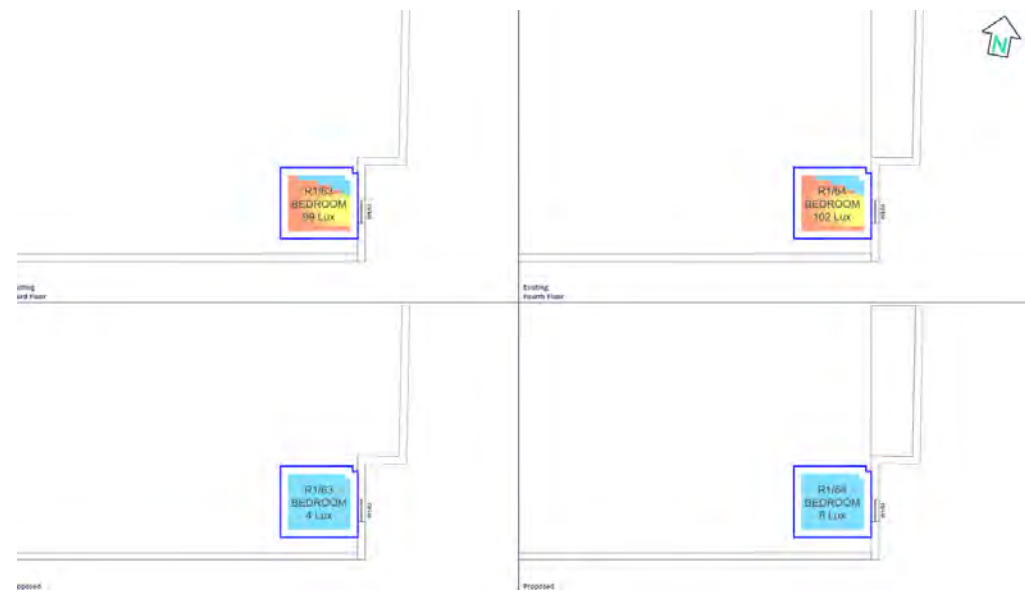 N
R1/63
BEDROOM
99 Lux
R1/64
BEDROOM
102 Lux
Existing
Fourth Floor
R1/63
BEDROOM
4 Lux
R1/64
BEDROOM
8 Lux
Proposed